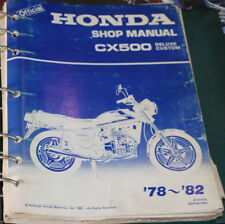 Official
HONDA
SHOP MANUAL
CX500 DELUXE
CUSTOM
'78~'82